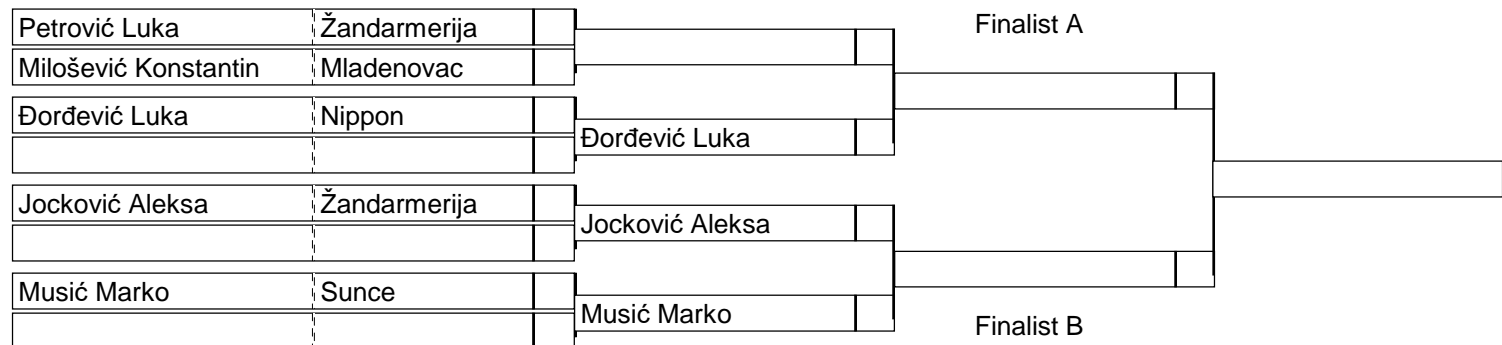 Petrović Luka Žandarmerija
Milošević Konstantin Mladenovac
Đorđević Luka Nippon
Jocković Aleksa Žandarmerija
Musić Marko Sunce
Đorđević Luka
Jocković Aleksa
Musić Marko
Finalist A
Finalist B